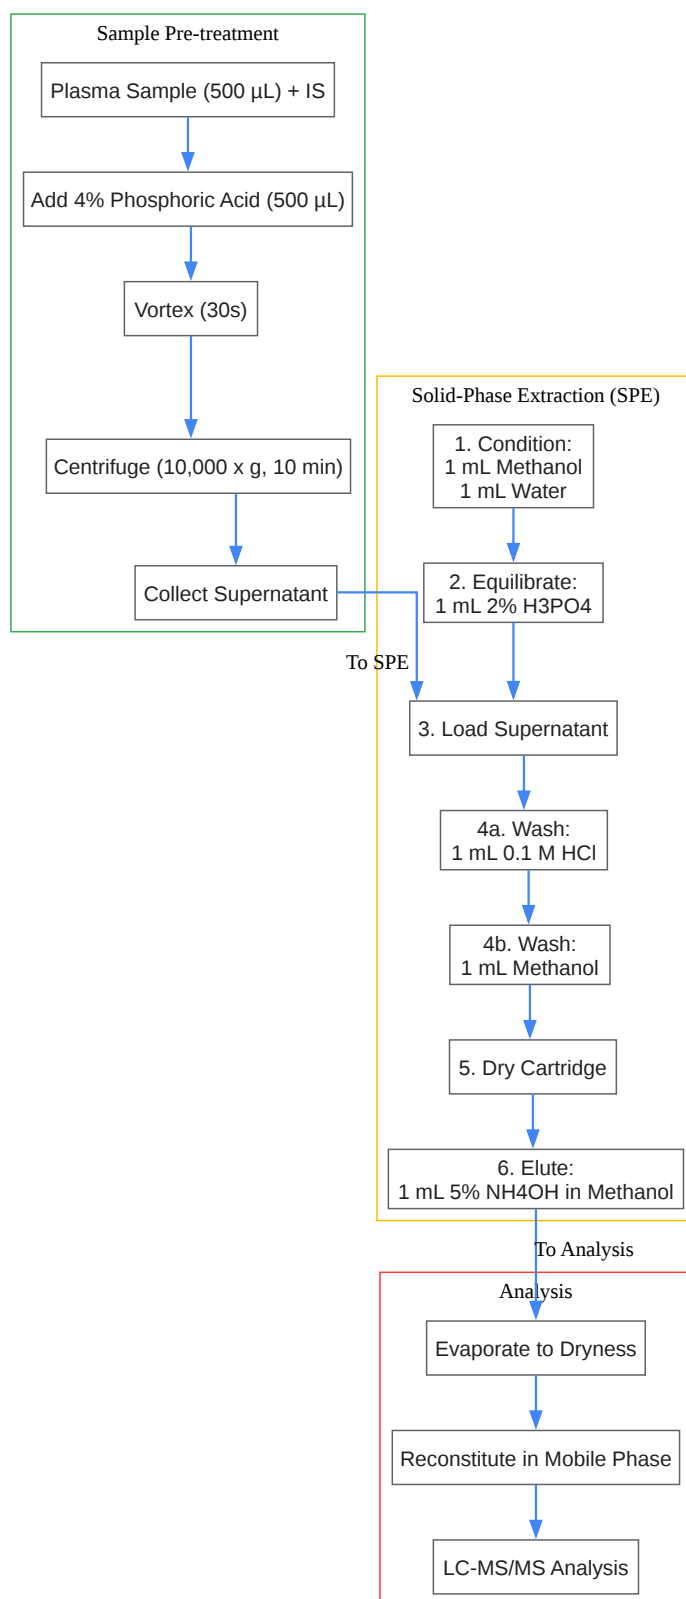 Sample Pre-treatment
Plasma Sample (500 µL) + IS
Add 4% Phosphoric Acid (500 µL)
Vortex (30s)
Centrifuge (10,000 x g, 10 min)
Collect Supernatant
To SPE
Solid-Phase Extraction (SPE)
1. Condition:
1 mL Methanol
1 mL Water
2. Equilibrate:
1 mL 2% H3PO4
3. Load Supernatant
4a. Wash:
1 mL 0.1 M HCl
4b. Wash:
1 mL Methanol
5. Dry Cartridge
6. Elute:
1 mL 5% NH4OH in Methanol
To Analysis
Analysis
Evaporate to Dryness
Reconstitute in Mobile Phase
LC-MS/MS Analysis